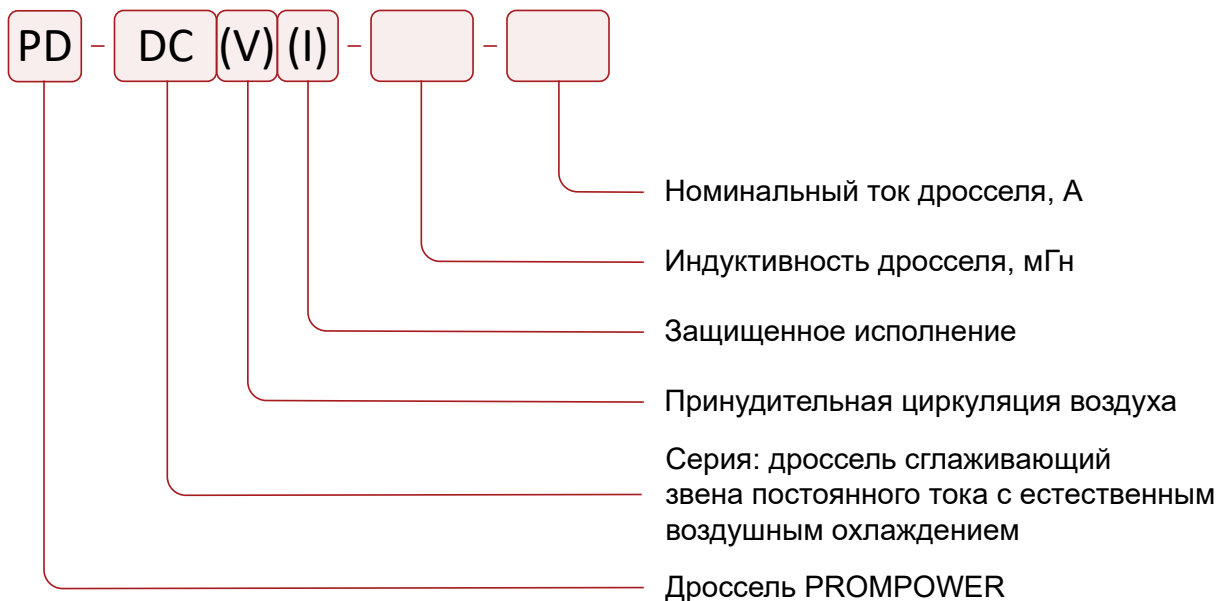 PD - DC (V) (I) - -
Номинальный ток дросселя, А
Индуктивность дросселя, мГн
Защищенное исполнение
Принудительная циркуляция воздуха
Серия: дроссель сглаживающий
звена постоянного тока с естественным
воздушным охлаждением
Дроссель PROMPOWER